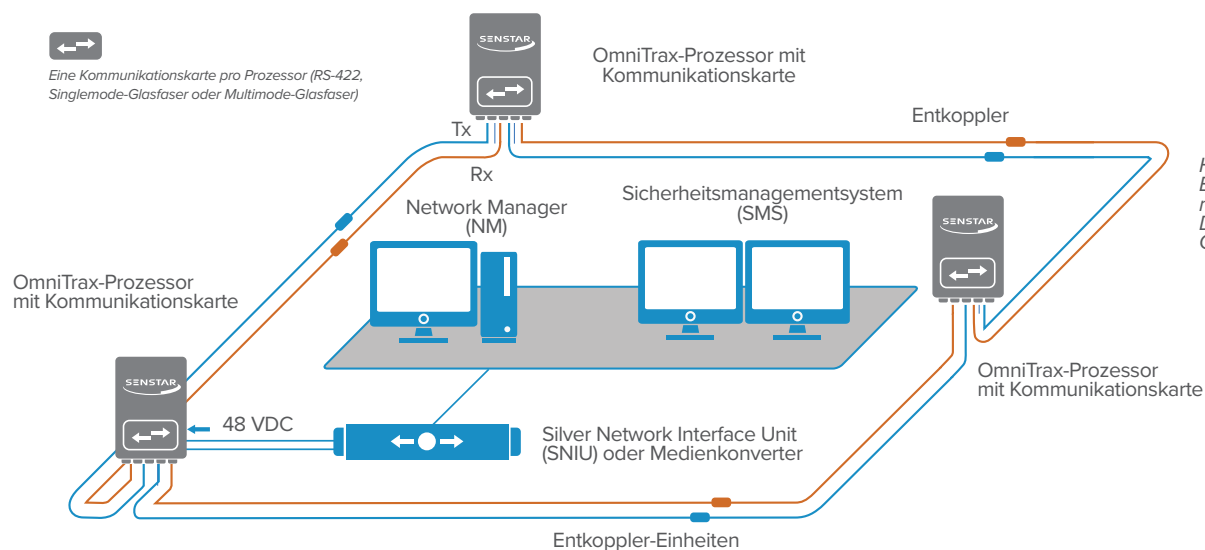 SENSTAR
OmniTrax-Prozessor mit
Kommunikationskarte
Eine Kommunikationskarte pro Prozessor (RS-422,
Singlemode-Glasfaser oder Multimode-Glasfaser)
Tx
Entkoppler
Rx
Network Manager
(NM)
Sicherheitsmanagementsystem
(SMS)
SENSTAR
OmniTrax-Prozessor
mit Kommunikationskarte
OmniTrax-Prozessor
mit Kommunikationskarte
SENSTAR
48 VDC
Silver Network Interface Unit
(SNIU) oder Medienkonverter
Entkoppler-Einheiten